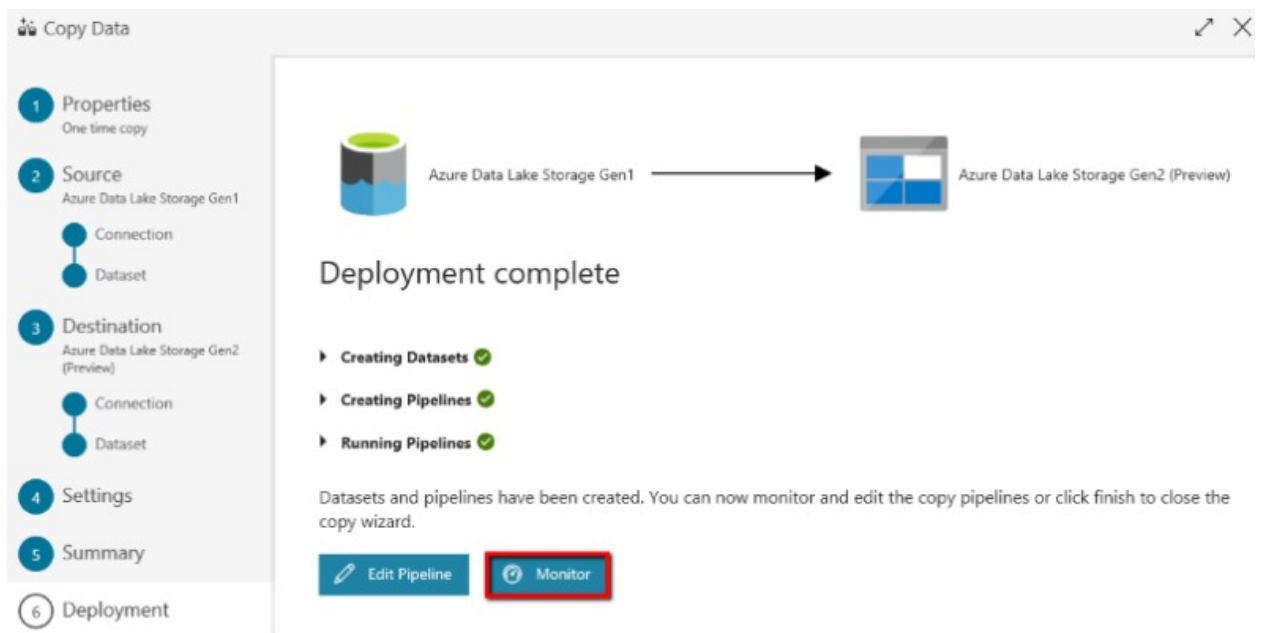 Copy Data
1 Properties
One time copy
2 Source
Azure Data Lake Storage Gen1
Connection
Dataset
3 Destination
Azure Data Lake Storage Gen2
(Preview)
Connection
Dataset
4 Settings
5 Summary
6 Deployment
Azure Data Lake Storage Gen1
Azure Data Lake Storage Gen2 (Preview)
Deployment complete
Creating Datasets
Creating Pipelines
Running Pipelines
Datasets and pipelines have been created. You can now monitor and edit the copy pipelines or click finish to close the
copy wizard.
Edit Pipeline
Monitor